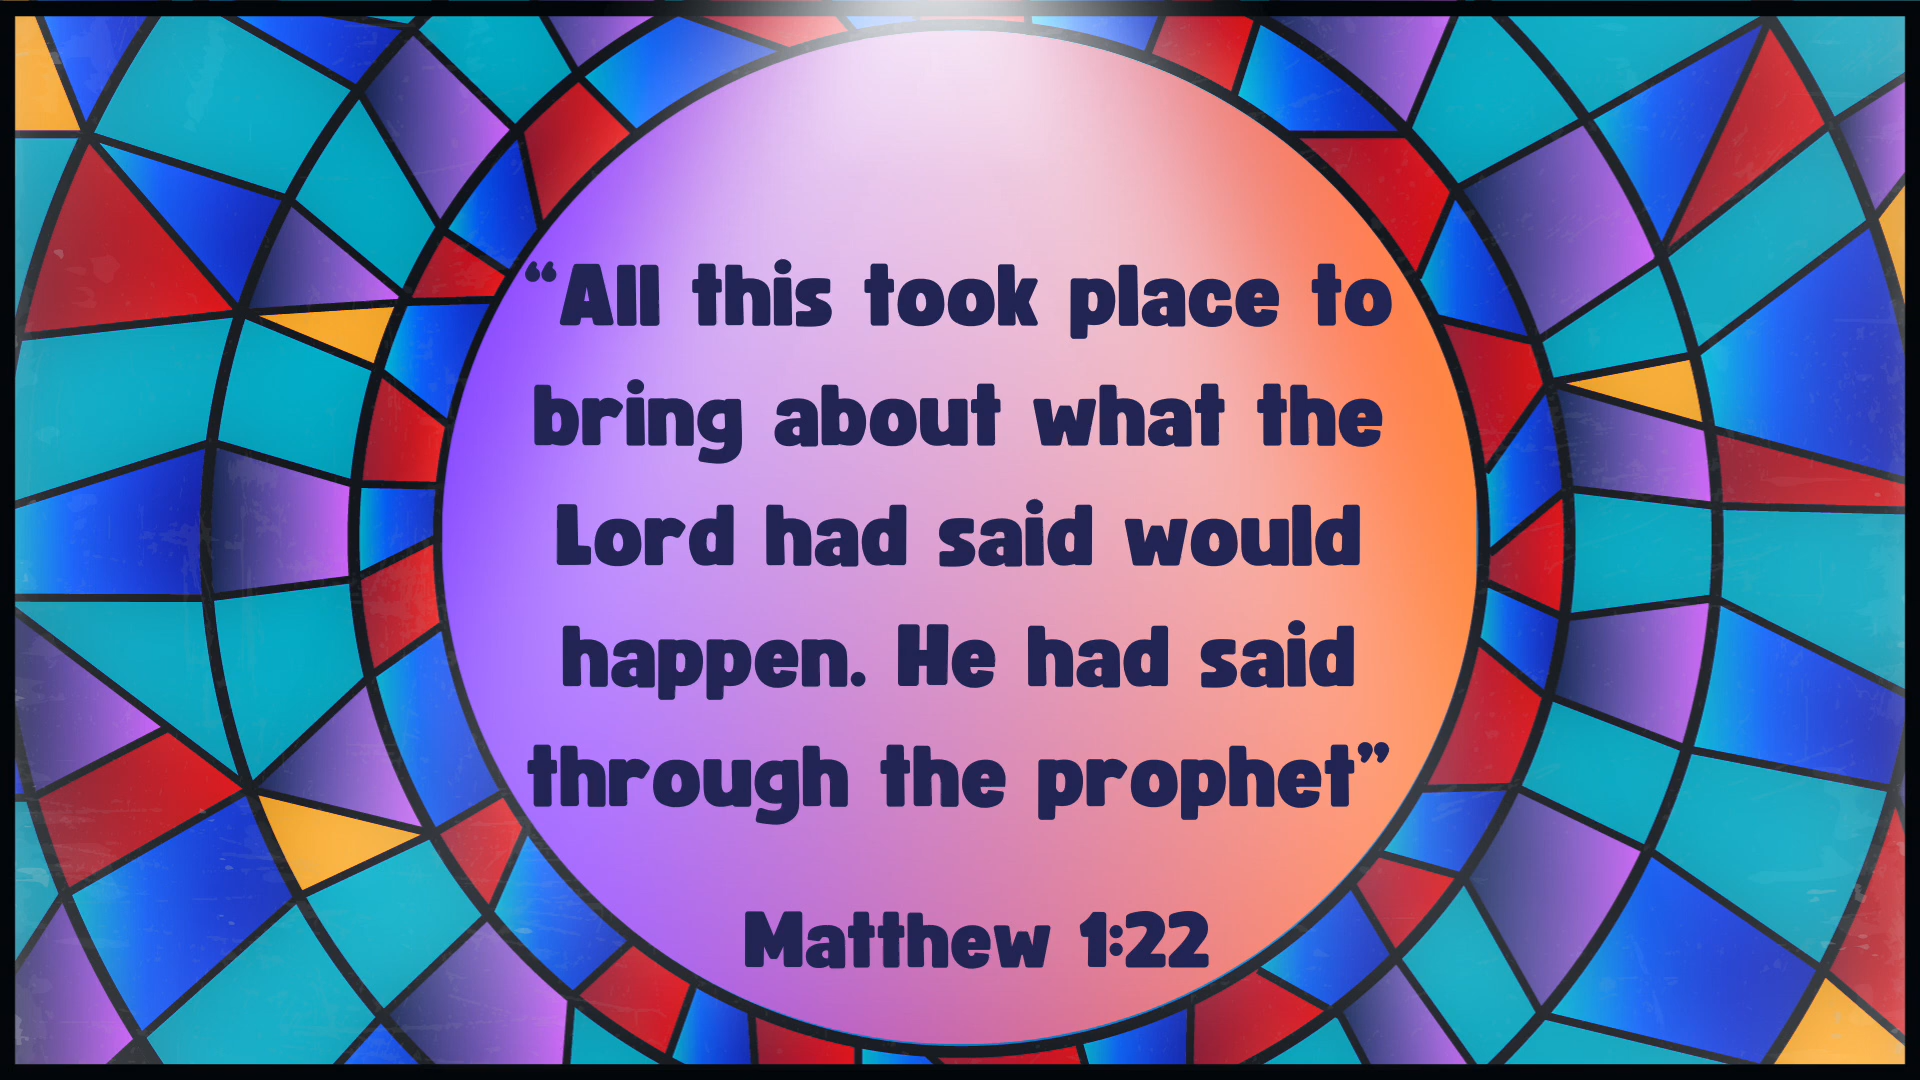 “All this took place to
bring about what the
Lord had said would
happen. He had said
through the prophet”
Matthew 1:22